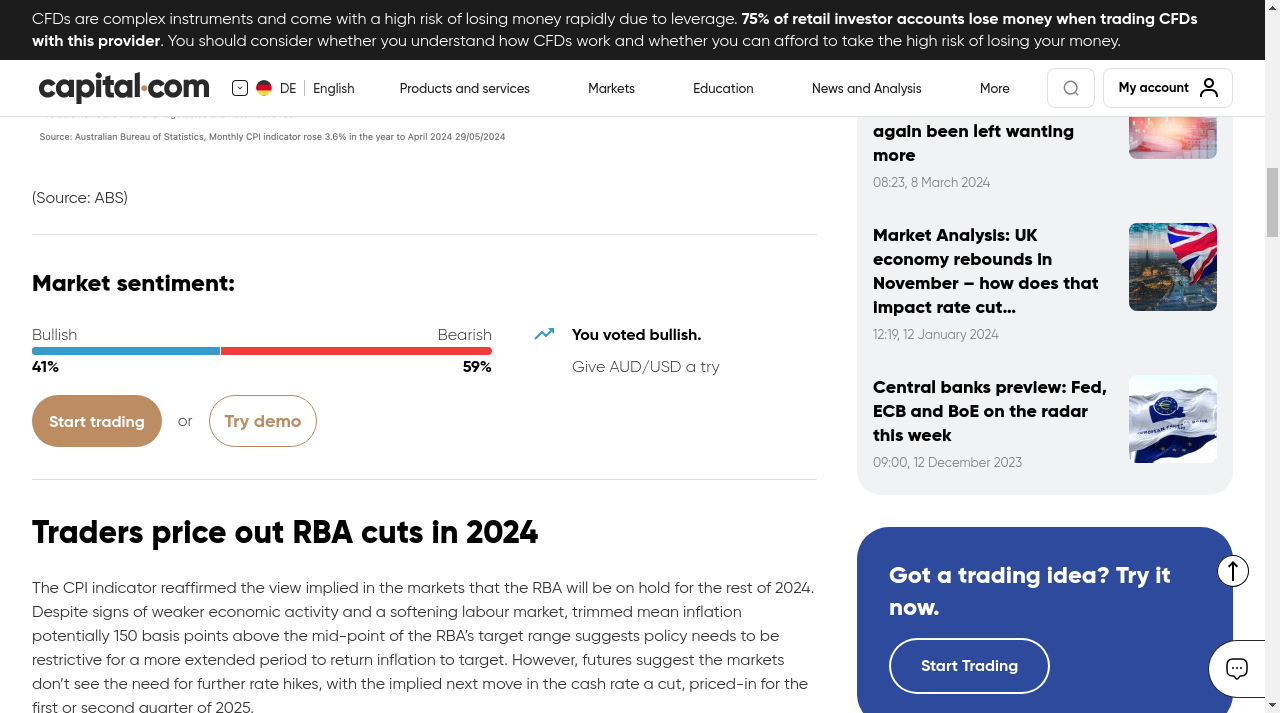 CFDs are complex instruments and come with a high risk of losing money rapidly due to leverage. 75% of retail investor accounts lose money when trading CFDs
with this provider. You should consider whether you understand how CFDs work and whether you can afford to take the high risk of losing your money.
capital.com
DE
English
Products and services
Markets
Education
News and Analysis
More
My account
Source: Australian Bureau of Statistics, Monthly CPI indicator rose 3.6% in the year to April 2024 29/05/2024
(Source: ABS)
Market sentiment:
Bullish
Bearish
You voted bullish.
41%
59%
Give AUD/USD a try
Start trading
or
Try demo
Traders price out RBA cuts in 2024
The CPI indicator reaffirmed the view implied in the markets that the RBA will be on hold for the rest of 2024.
Despite signs of weaker economic activity and a softening labour market, trimmed mean inflation
potentially 150 basis points above the mid-point of the RBA's target range suggests policy needs to be
restrictive for a more extended period to return inflation to target. However, futures suggest the markets
don't see the need for further rate hikes, with the implied next move in the cash rate a cut, priced-in for the
first or second quarter of 2025.
again been left wanting
more
08:23, 8 March 2024
Market Analysis: UK
economy rebounds in
November – how does that
impact rate cut...
12:19, 12 January 2024
Central banks preview: Fed,
ECB and BoE on the radar
this week
09:00, 12 December 2023
Got a trading idea? Try it
now.
Start Trading